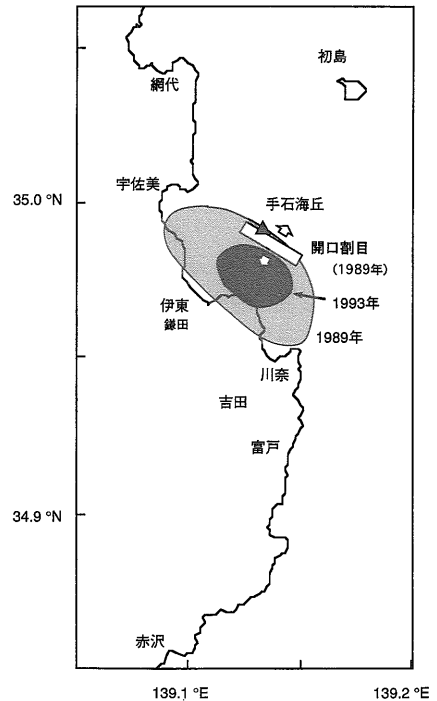 初島
網代
宇佐美
35.0 °N
手石海丘
開口割目
(1989年)
1993年
伊東
鎌田
1989年
川奈
吉田
富戸
34.9 °N
赤沢
139.1 °E
139.2 °E